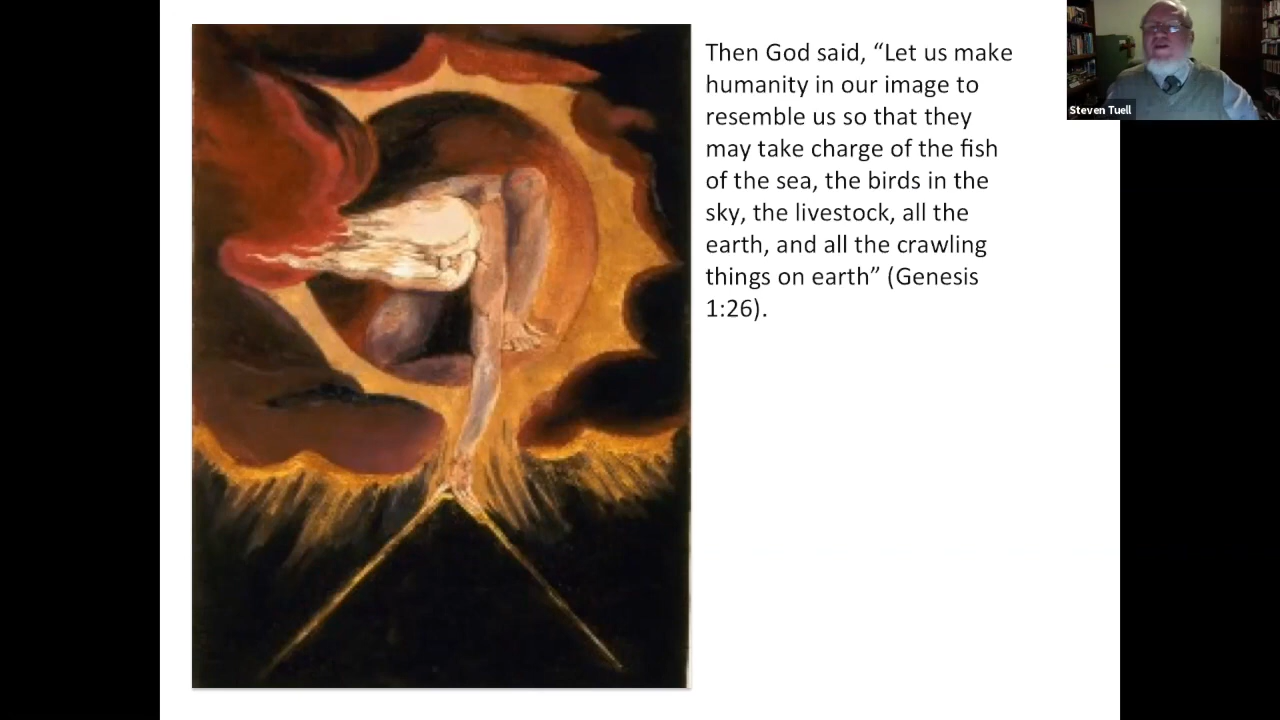 Then God said, “Let us make
humanity in our image to
resemble us so that they
may take charge of the fish
of the sea, the birds in the
sky, the livestock, all the
earth, and all the crawling
things on earth” (Genesis
1:26).
Steven Tuell